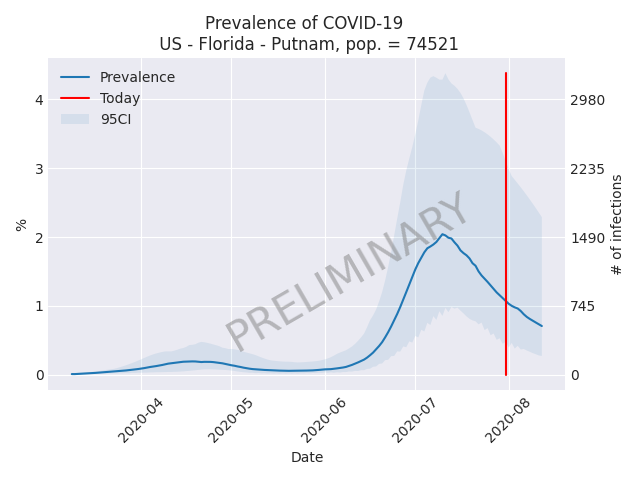 Prevalence of COVID-19
US - Florida - Putnam, pop. = 74521
Prevalence
Today
95CI
4
3
2
1
0
%
2980
2235
1490
745
0
# of infections
PRELIMINARY
2020-04
2020-05
2020-06
2020-07
2020-08
Date